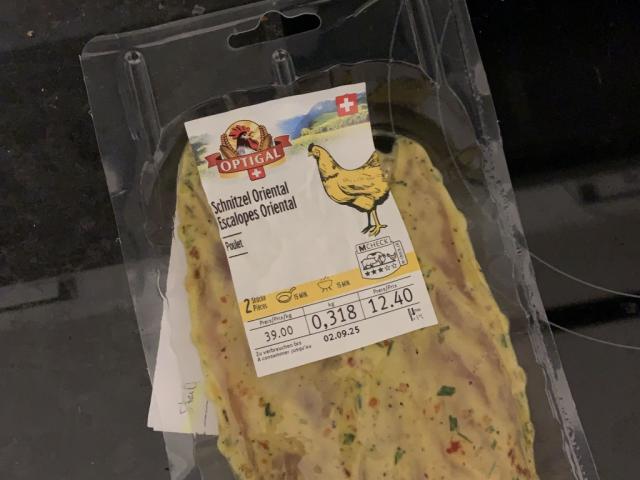 OPTIGAL
Schnitzel Oriental
Escalopes Oriental
Poulet
M CHECK
2 Stücke
Pièces
15 MIN.
15 MIN.
Preis/Prix/kg
kg
Preis/Prix
39.00
0,318
12.40
Zu verbrauchen bis
A consommer jusqu'au
02.09.25